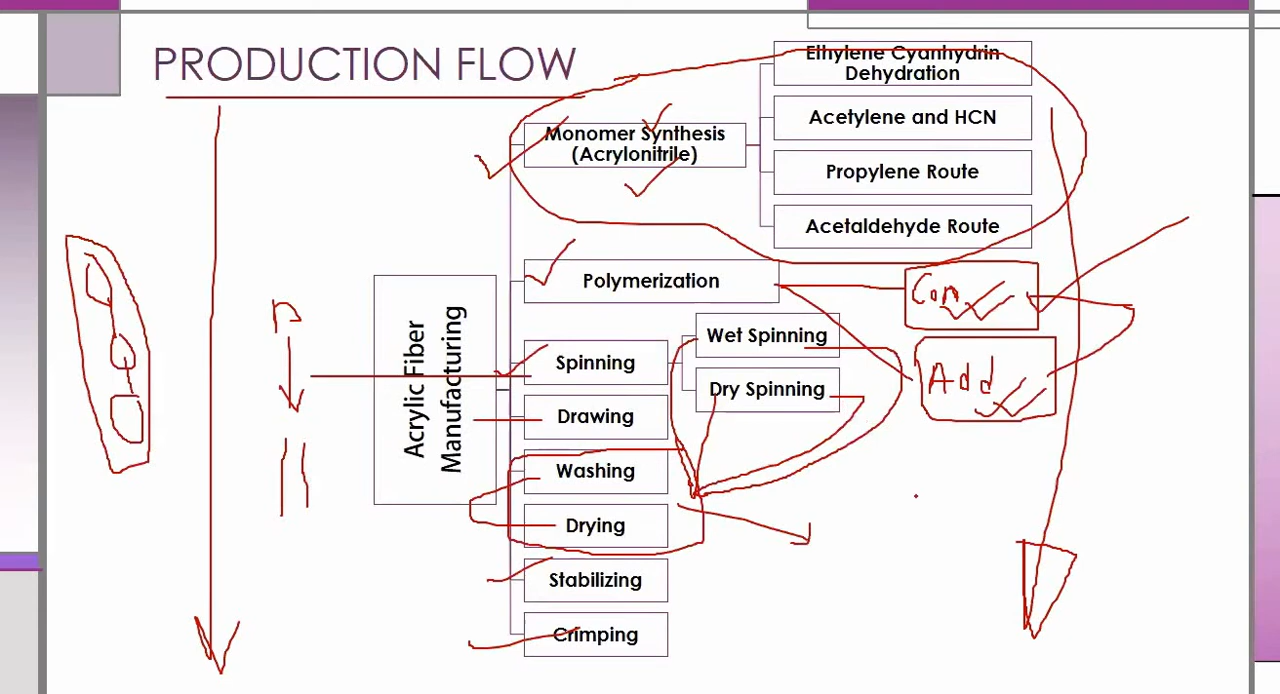 PRODUCTION FLOW
Ethylene Cyanhydrin
Dehydration
Monomer Synthesis
(Acrylonitrile)
Acetylene and HCN
Propylene Route
Acetaldehyde Route
Polymerization
Con
Acrylic Fiber
Manufacturing
Spinning
Wet Spinning
Dry Spinning
Add
Drawing
Washing
Drying
Stabilizing
Crimping